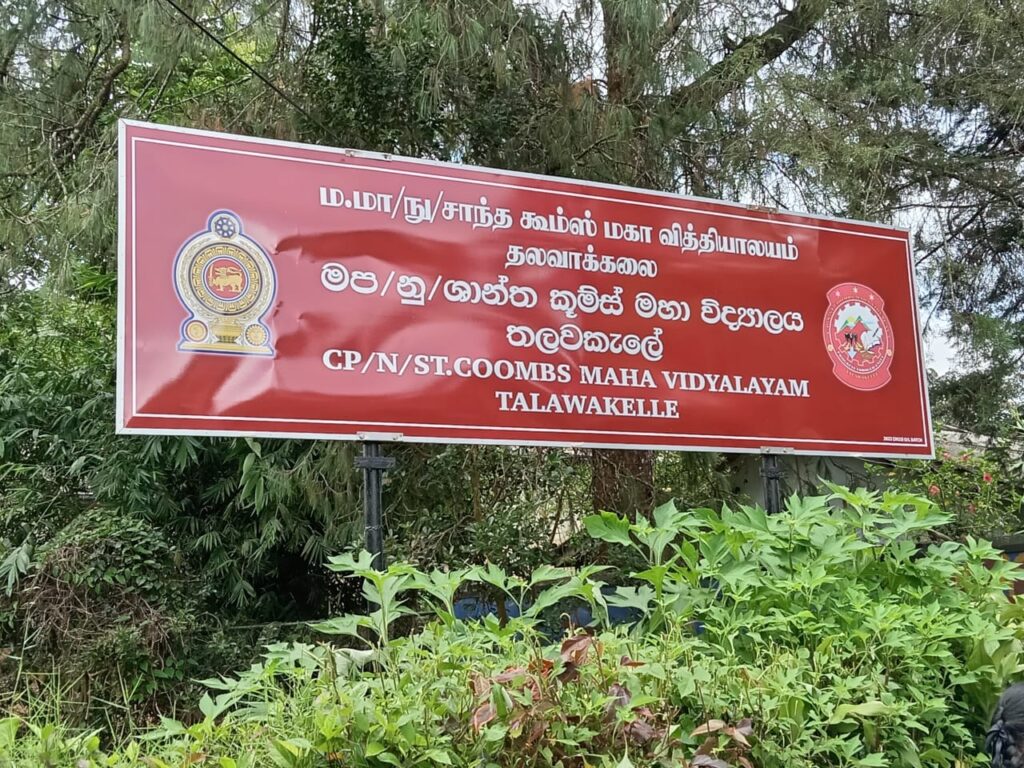 ம.மா/நு/சாந்த கூம்ஸ் மகா வித்தியாலயம்
தலவாக்கலை
මප/නු/ශාන්ත කූම්ස් මහා විද්‍යාලය
තලවකැලේ
CP/N/ST.COOMBS MAHA VIDYALAYAM
TALAWAKELLE